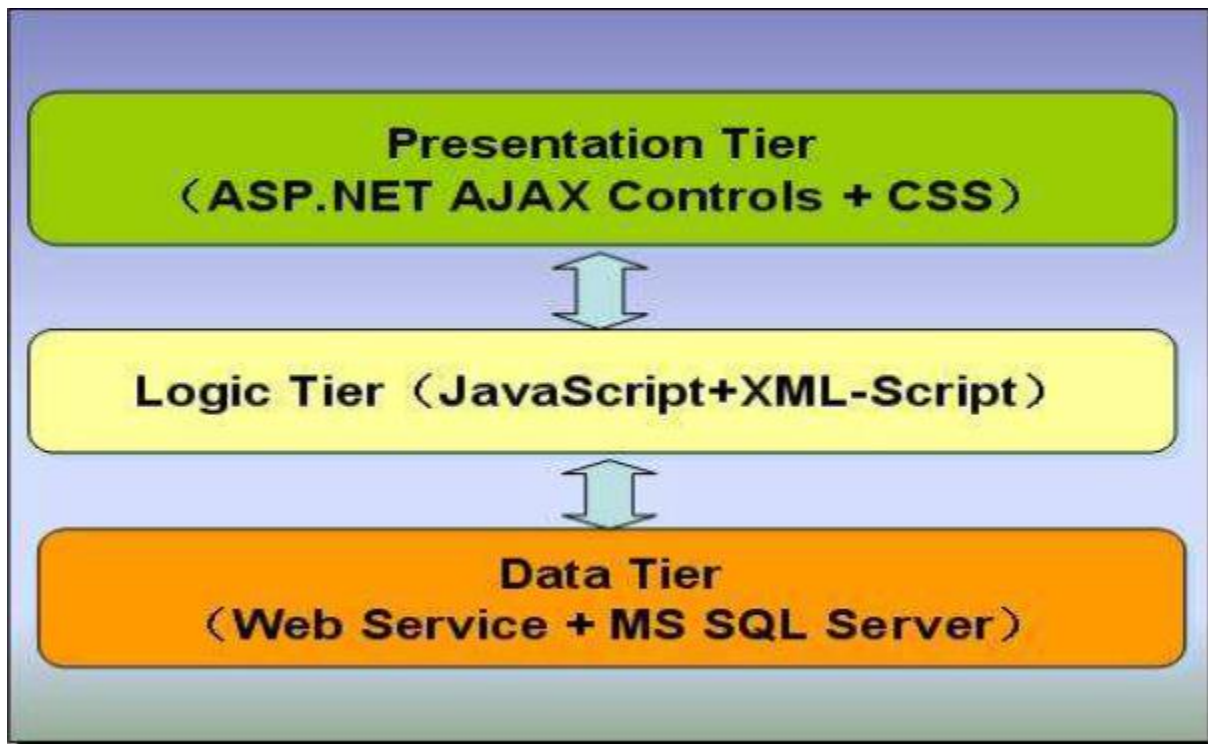 Presentation Tier
（ASP.NET AJAX Controls + CSS）
Logic Tier（JavaScript+XML-Script）
Data Tier
（Web Service + MS SQL Server）